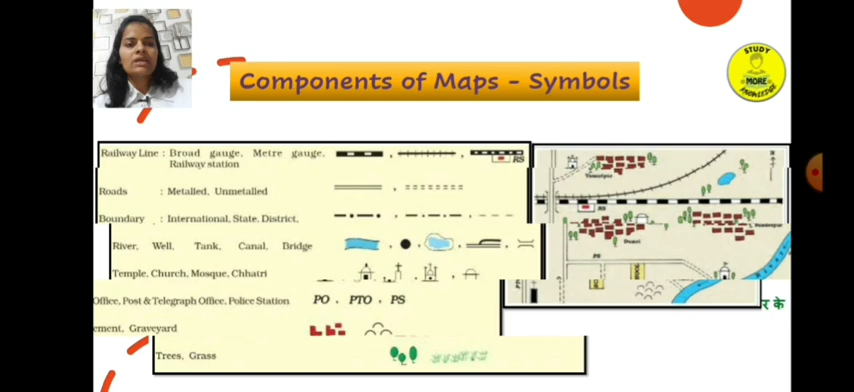 Components of Maps - Symbols
STUDY
MORE
KNOWLEDGE
Railway Line : Broad gauge, Metre gauge,
Railway station
RS
Roads : Metalled, Unmetalled
Boundary : International, State, District,
River, Well, Tank, Canal, Bridge
Temple, Church, Mosque, Chhatri
Office, Post & Telegraph Office, Police Station
PO , PTO , PS
ement, Graveyard
Trees, Grass
RS
PS
र के